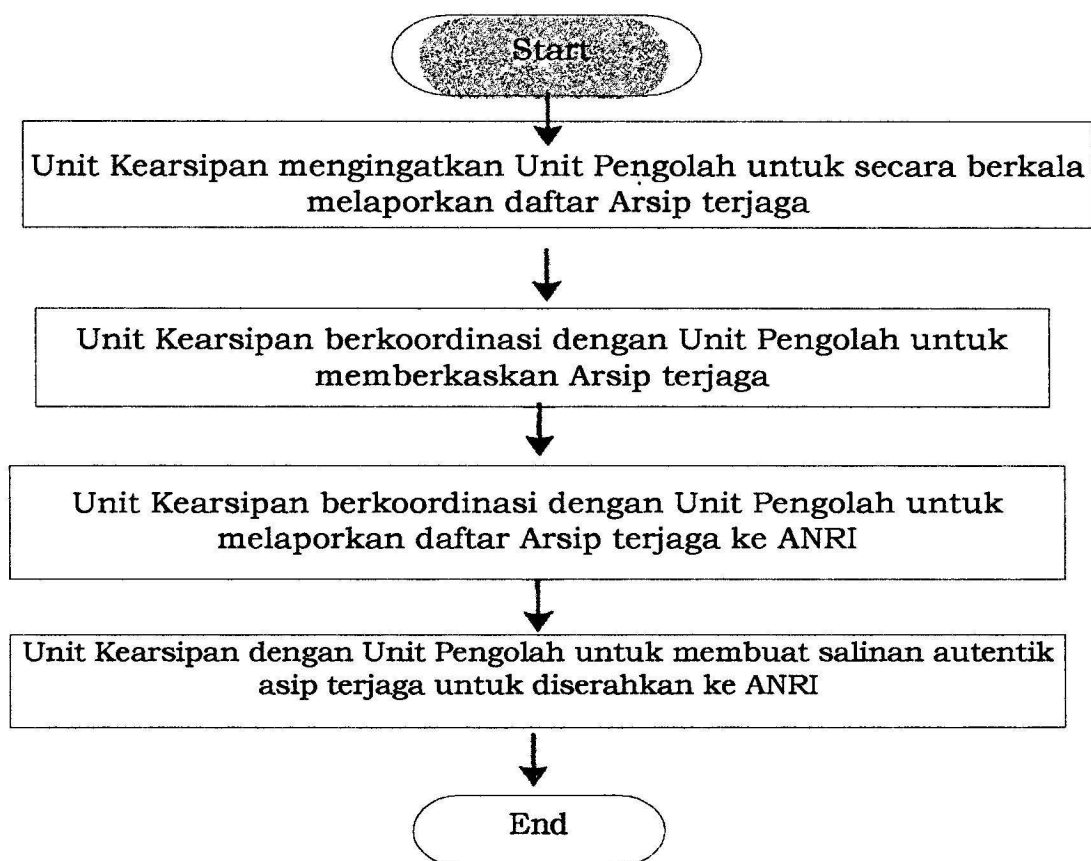 Start
Unit Kearsipan mengingatkan Unit Pengolah untuk secara berkala
melaporkan daftar Arsip terjaga
Unit Kearsipan berkoordinasi dengan Unit Pengolah untuk
memberkaskan Arsip terjaga
Unit Kearsipan berkoordinasi dengan Unit Pengolah untuk
melaporkan daftar Arsip terjaga ke ANRI
Unit Kearsipan dengan Unit Pengolah untuk membuat salinan autentik
asip terjaga untuk diserahkan ke ANRI
End